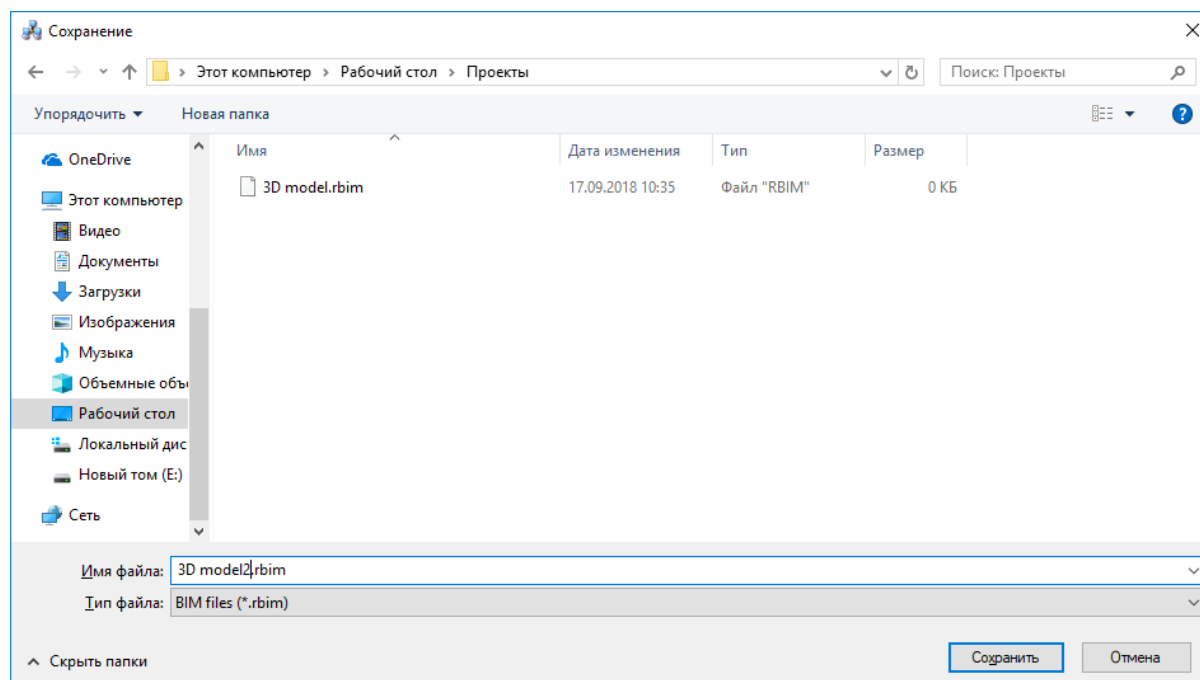 Сохранение
Этот компьютер › Рабочий стол › Проекты
Поиск: Проекты
Упорядочить
Новая папка
Имя
Дата изменения
Тип
Размер
3D model.rbim
17.09.2018 10:35
Файл "RBIM"
0 КБ
OneDrive
Этот компьютер
Видео
Документы
Загрузки
Изображения
Музыка
Объемные объ
Рабочий стол
Локальный дис
Новый том (E:)
Сеть
Имя файла: 3D model2.rbim
Тип файла: BIM files (*.rbim)
Скрыть папки
Сохранить
Отмена